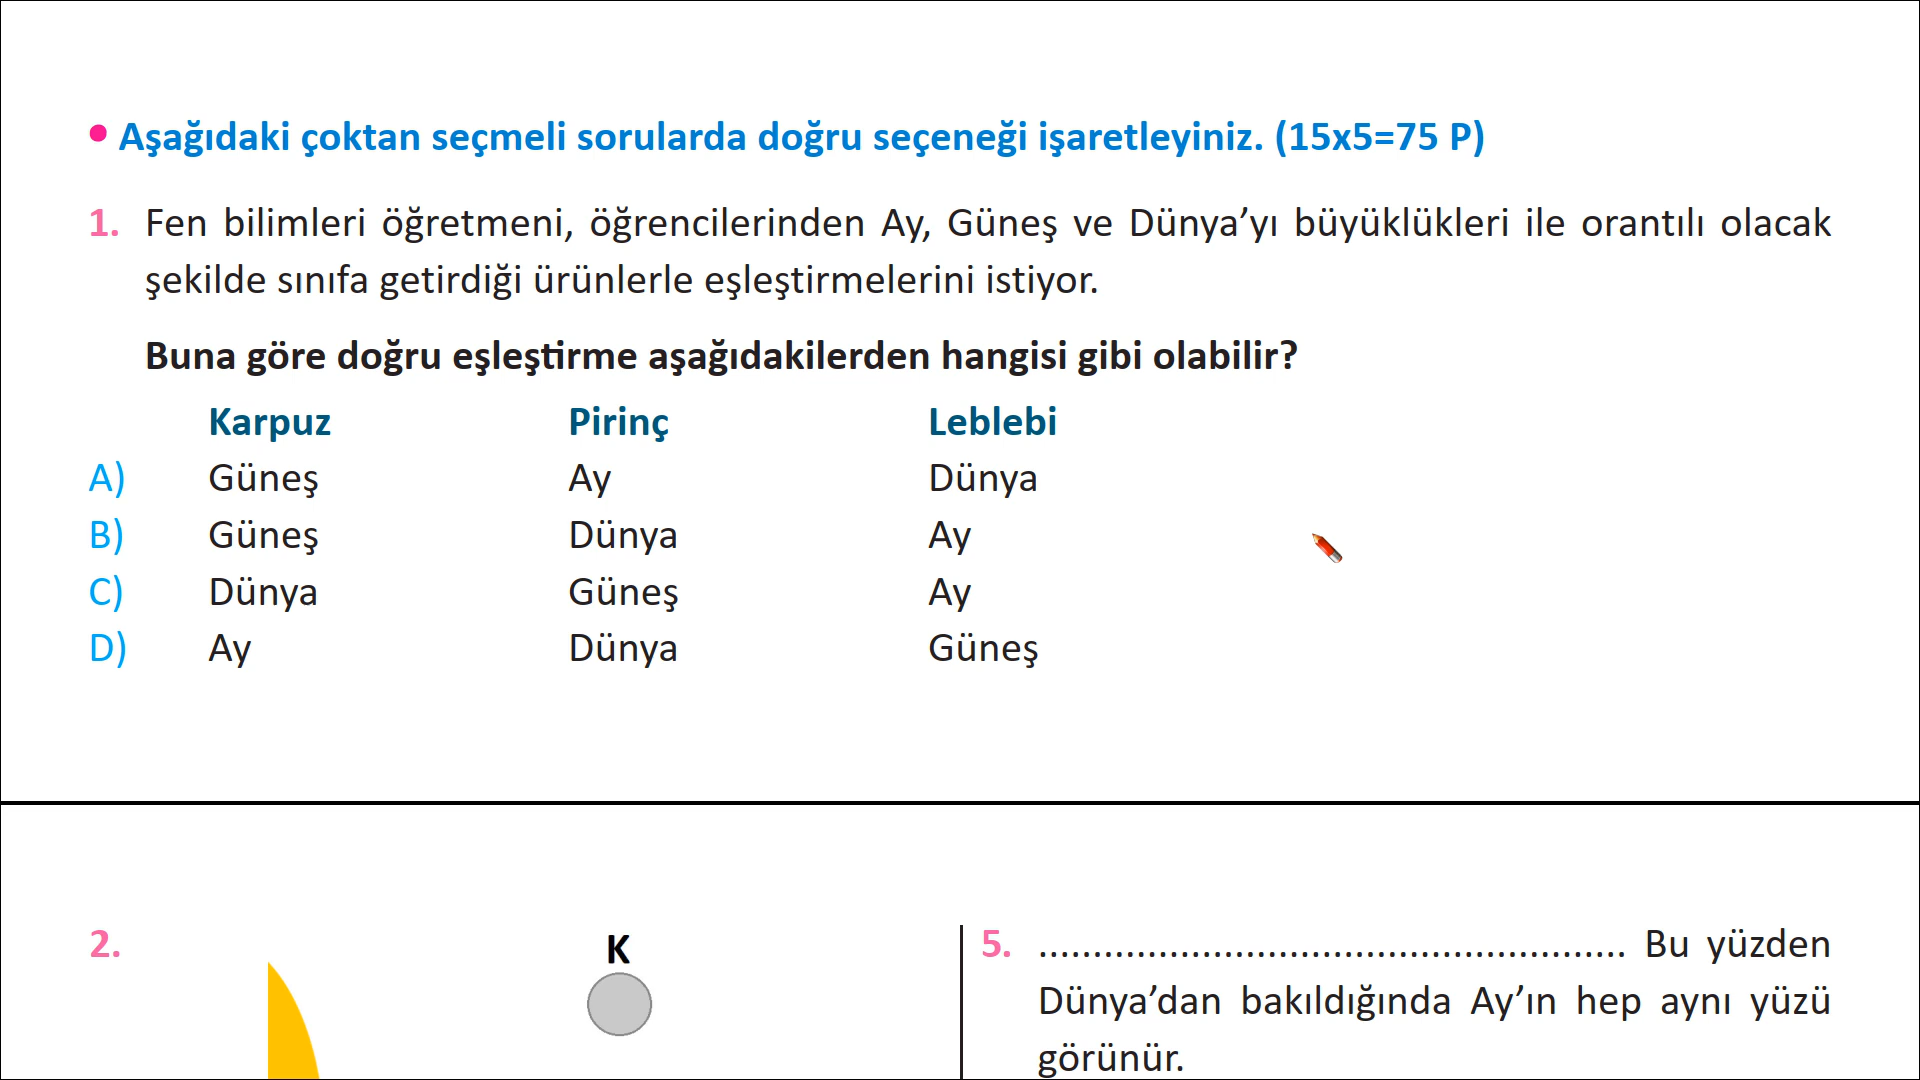 • Aşağıdaki çoktan seçmeli sorularda doğru seçeneği işaretleyiniz. (15x5=75 P)
1. Fen bilimleri öğretmeni, öğrencilerinden Ay, Güneş ve Dünya’yı büyüklükleri ile orantılı olacak
şekilde sınıfa getirdiği ürünlerle eşleştirmelerini istiyor.
Buna göre doğru eşleştirme aşağıdakilerden hangisi gibi olabilir?
Karpuz Pirinç Leblebi
A) Güneş Ay Dünya
B) Güneş Dünya Ay
C) Dünya Güneş Ay
D) Ay Dünya Güneş
2.
K
5. ...................................................... Bu yüzden
Dünya’dan bakıldığında Ay’ın hep aynı yüzü
görünür.